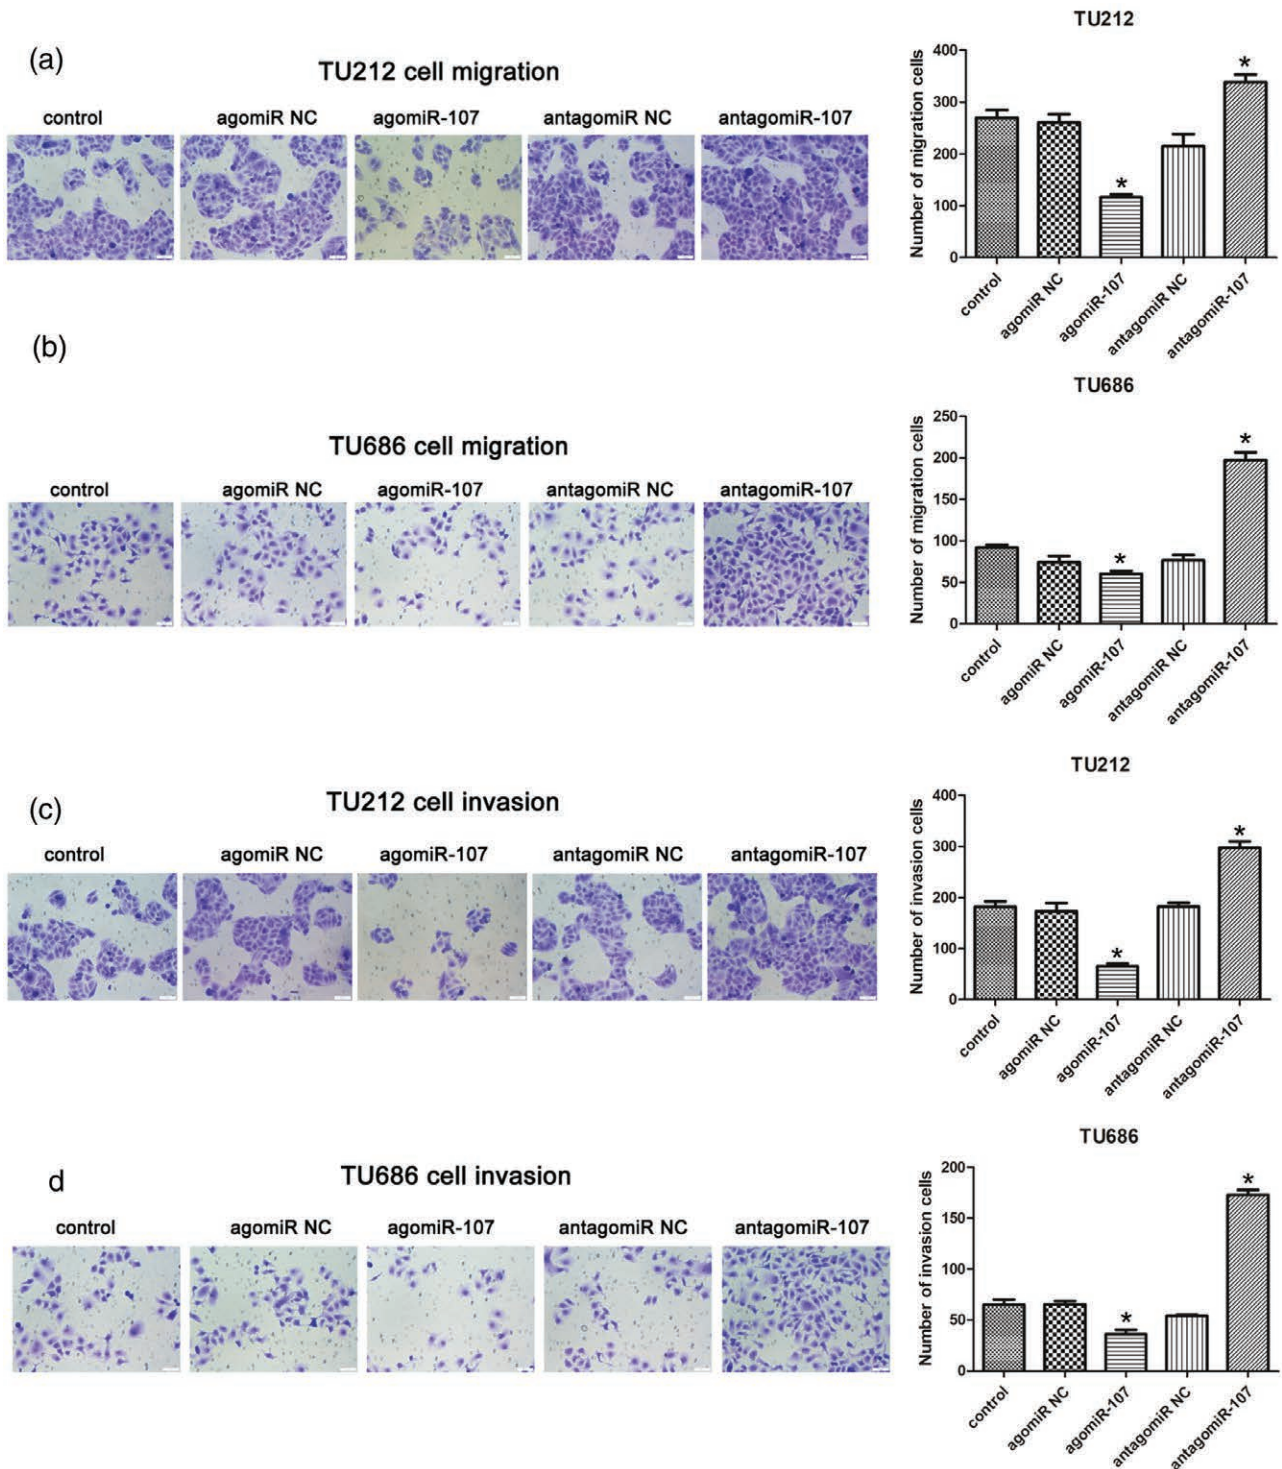 (a)
TU212 cell migration
control agomiR NC agomiR-107 antagomiR NC antagomiR-107
TU212
Number of migration cells
400
300
200
100
0
control agomiR NC agomiR-107 antagomiR NC antagomiR-107
* *
(b)
TU686 cell migration
control agomiR NC agomiR-107 antagomiR NC antagomiR-107
TU686
Number of migration cells
250
200
150
100
50
0
control agomiR NC agomiR-107 antagomiR NC antagomiR-107
* *
(c)
TU212 cell invasion
control agomiR NC agomiR-107 antagomiR NC antagomiR-107
TU212
Number of invasion cells
400
300
200
100
0
control agomiR NC agomiR-107 antagomiR NC antagomiR-107
* *
d
TU686 cell invasion
control agomiR NC agomiR-107 antagomiR NC antagomiR-107
TU686
Number of invasion cells
200
150
100
50
0
control agomiR NC agomiR-107 antagomiR NC antagomiR-107
* *